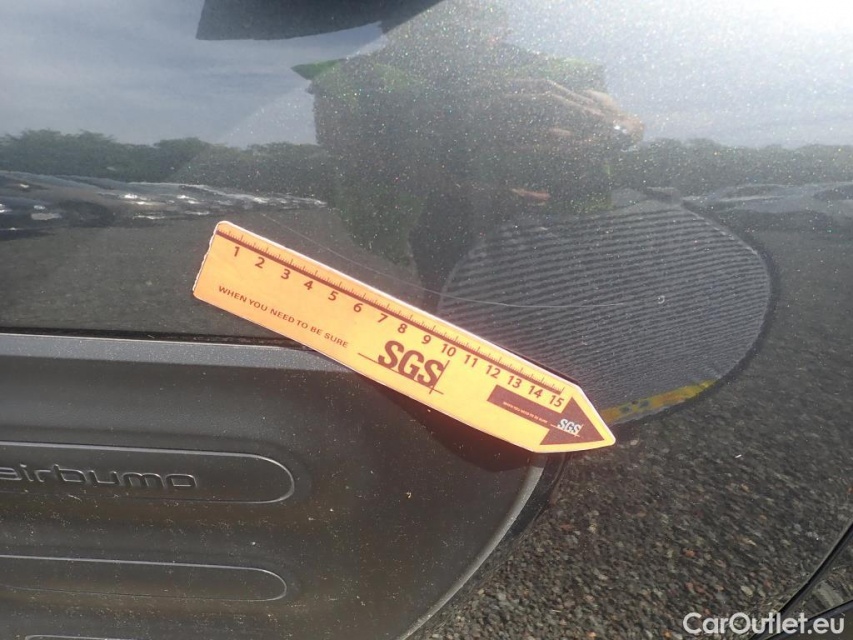 1 2 3 4 5 6 7 8 9 10 11 12 13 14 15
WHEN YOU NEED TO BE SURE
SGS
SGS
airbump
CarOutlet.eu